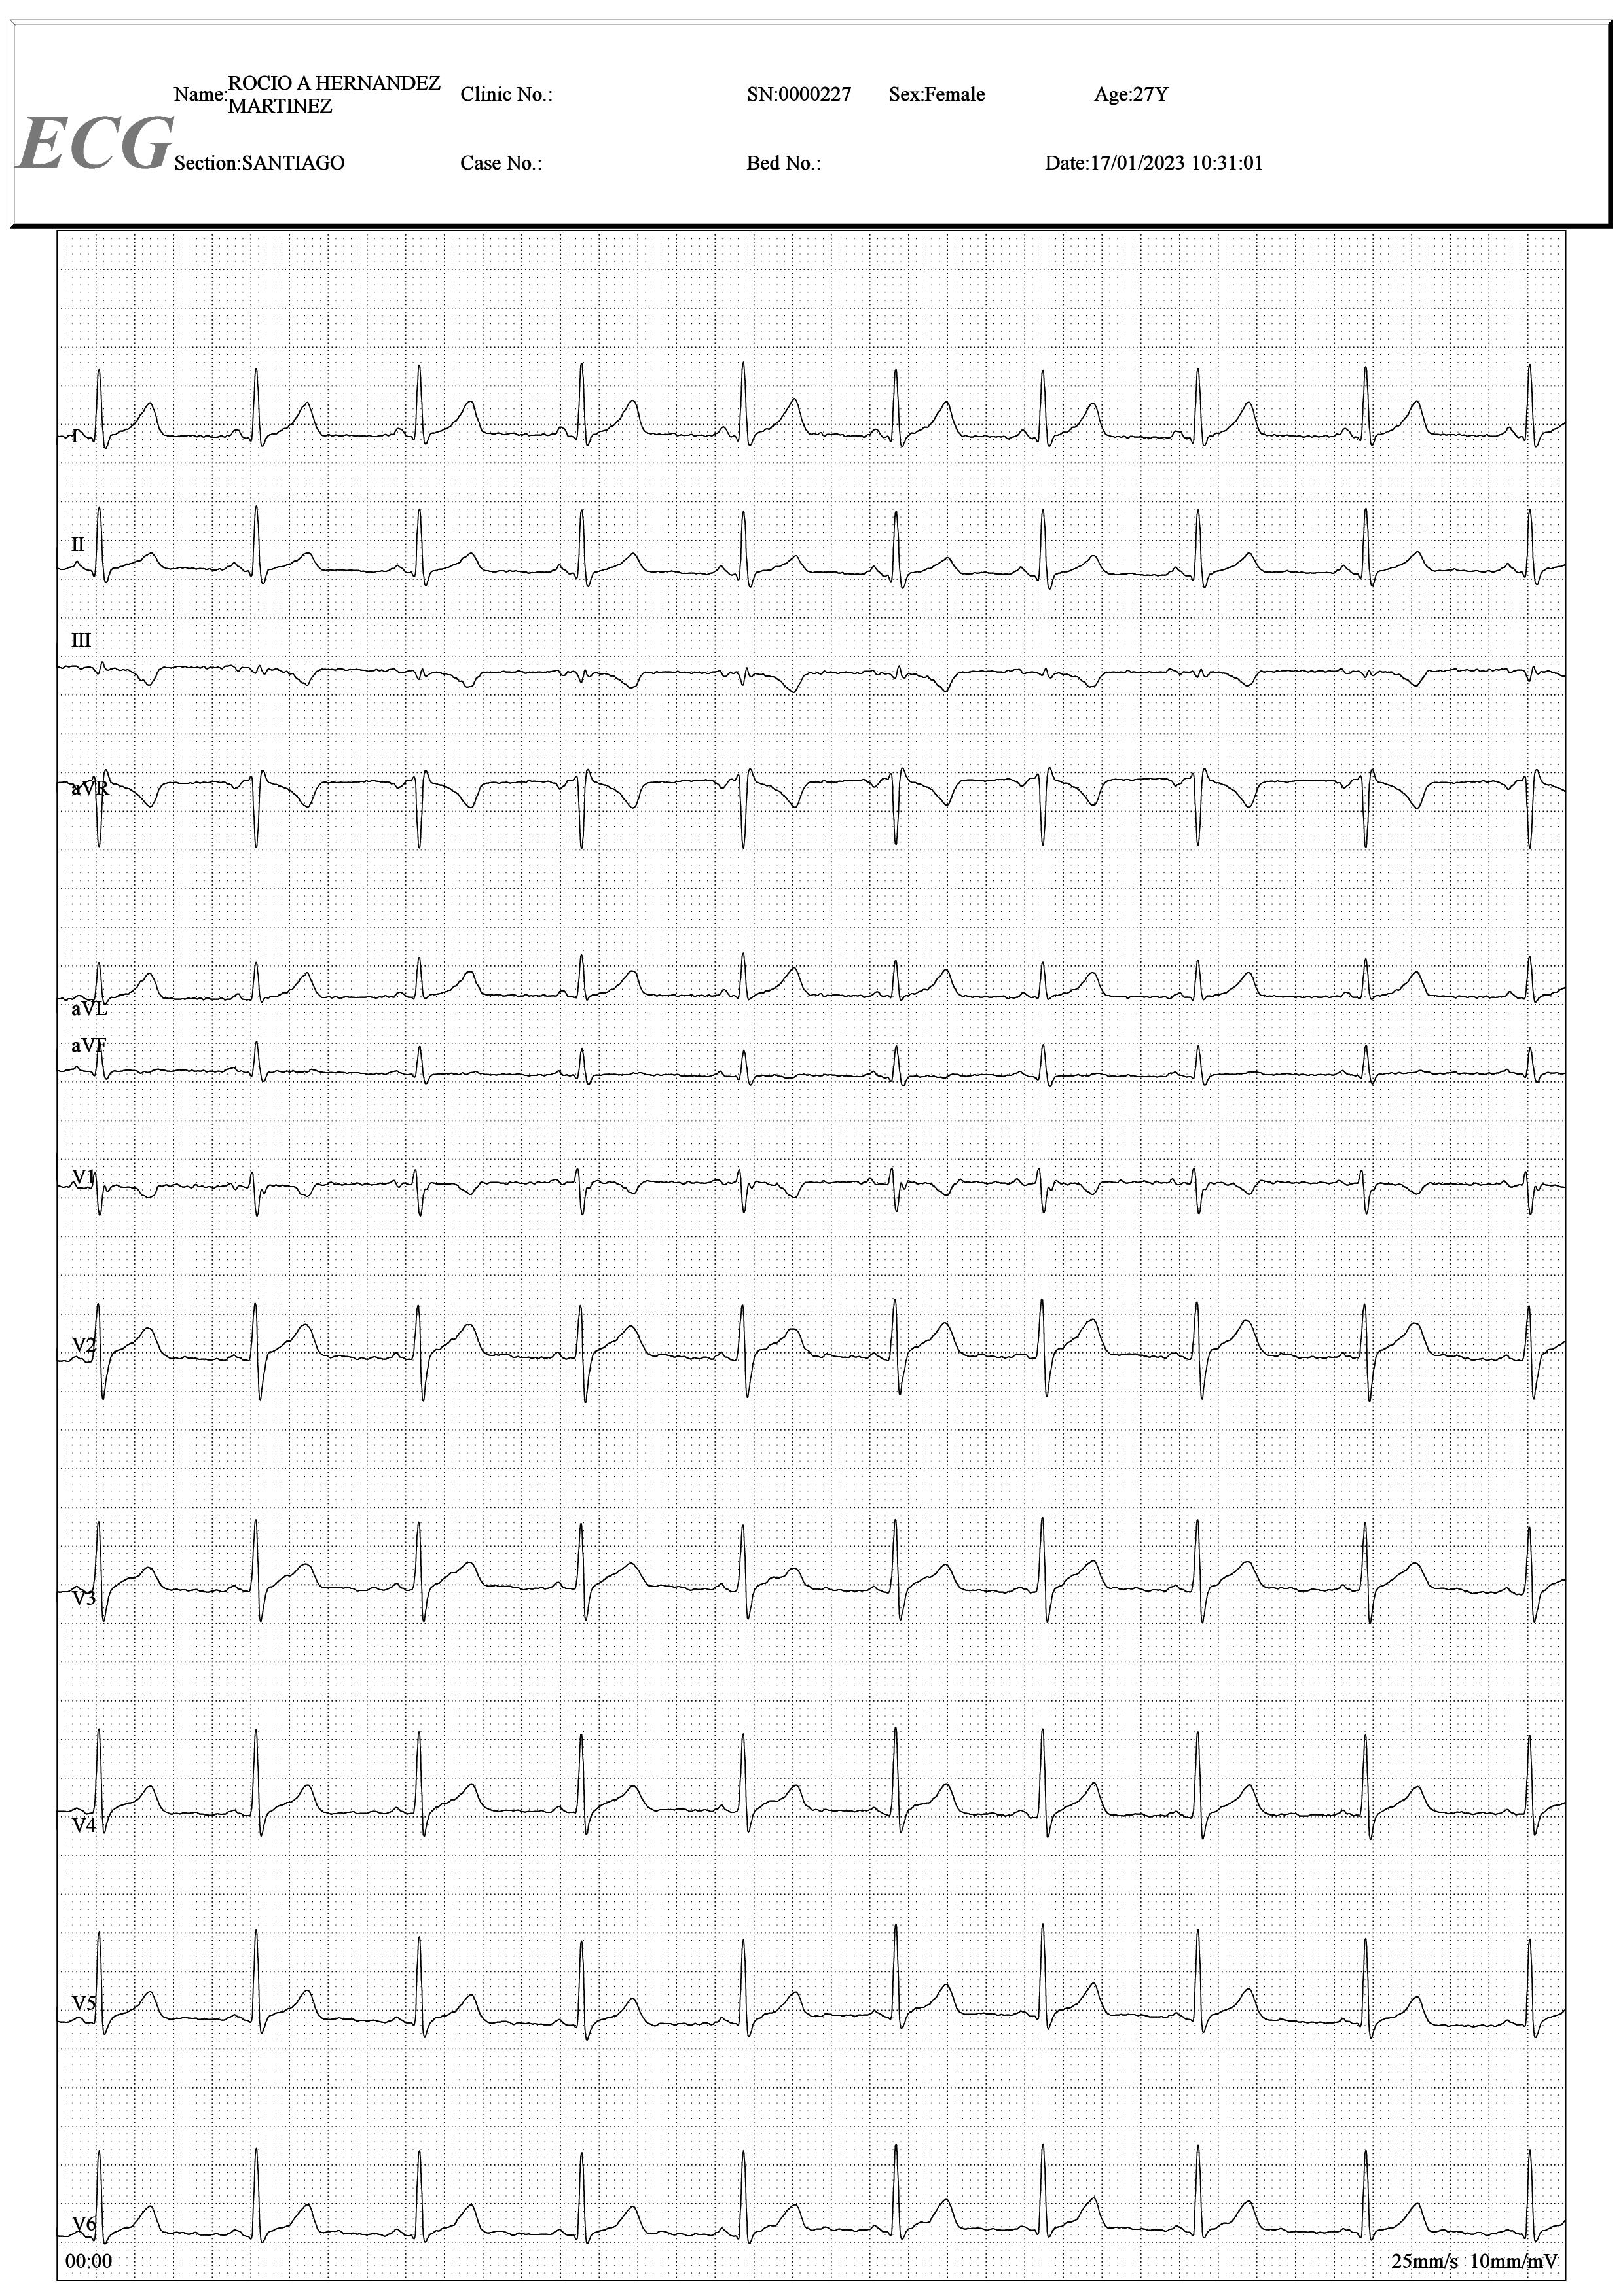 ECG
Name:ROCIO A HERNANDEZ MARTINEZ
Clinic No.:
SN:0000227
Sex:Female
Age:27Y
Section:SANTIAGO
Case No.:
Bed No.:
Date:17/01/2023 10:31:01
I
II
III
aVR
aVL
aVF
V1
V2
V3
V4
V5
V6
00:00
25mm/s 10mm/mV